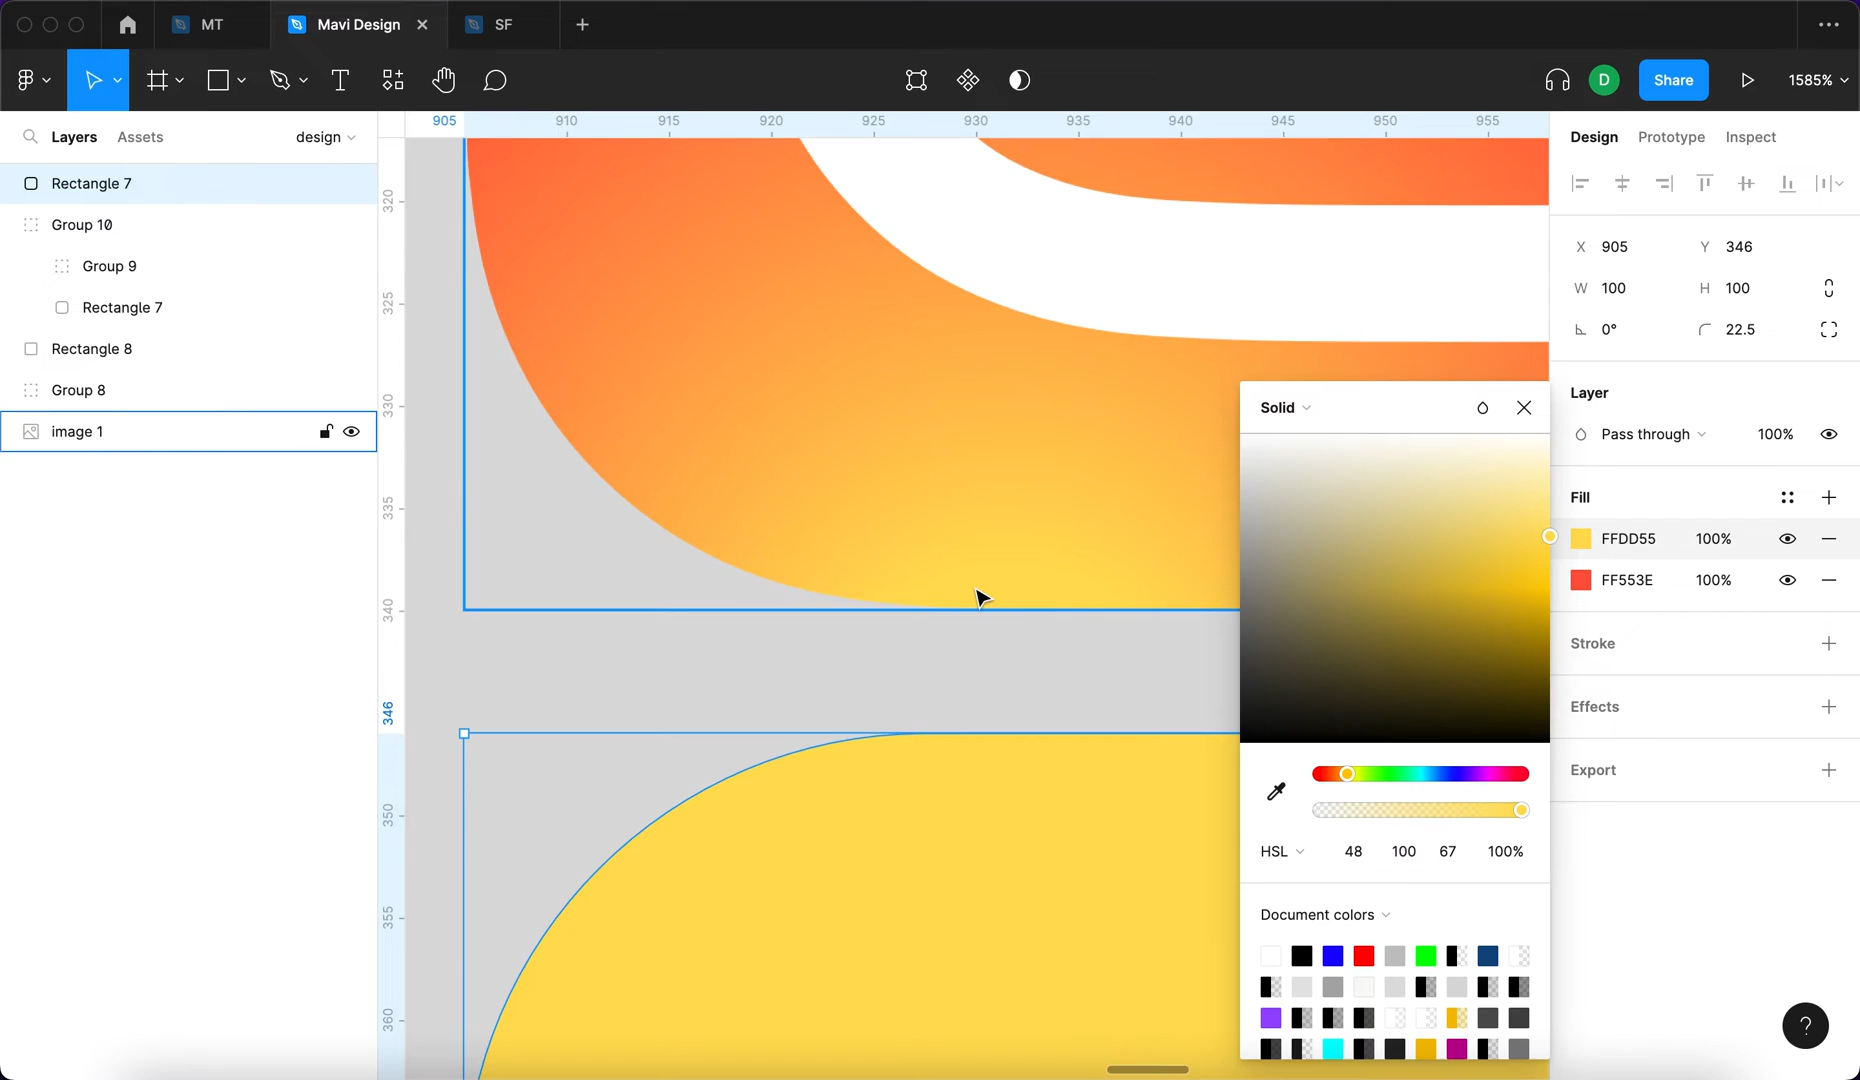 MT
Mavi Design
SF
Share
D
1585%
Layers
Assets
design
905
910
915
920
925
930
935
940
945
950
955
Design
Prototype
Inspect
Rectangle 7
Group 10
Group 9
Rectangle 7
Rectangle 8
Group 8
image 1
320
325
330
335
340
346
350
355
360
X 905 Y 346
W 100 H 100
0° 22.5
Layer
Pass through 100%
Fill
FFDD55 100%
FF553E 100%
Stroke
Effects
Export
Solid
HSL 48 100 67 100%
Document colors
?